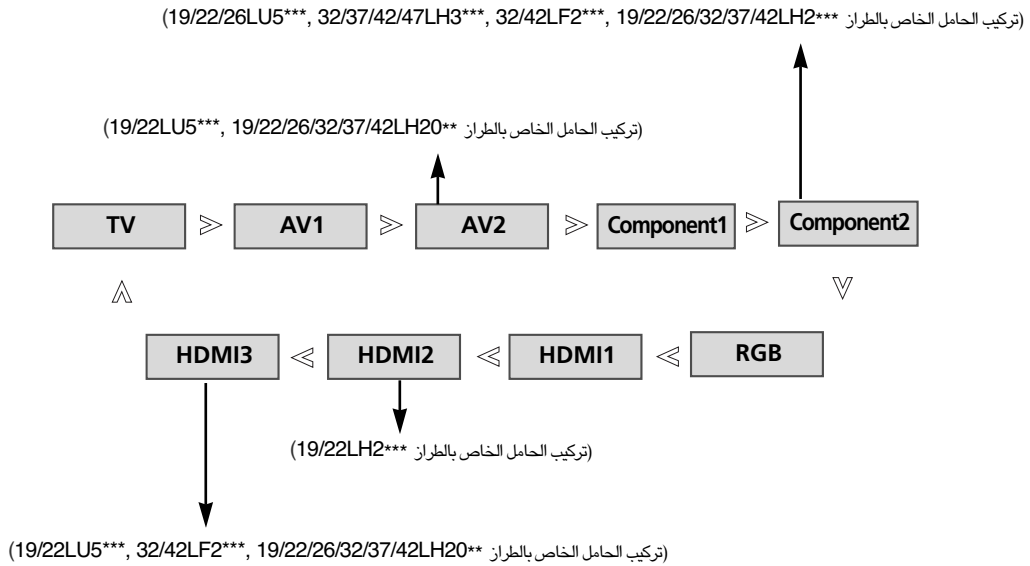 (تركيب الحامل الخاص بالطراز 19/22/26LU5***, 32/37/42/47LH3***, 32/42LF2***, 19/22/26/32/37/42LH2***)
(تركيب الحامل الخاص بالطراز 19/22LU5***, 19/22/26/32/37/42LH20**)
TV
AV1
AV2
Component1
Component2
HDMI3
HDMI2
HDMI1
RGB
(تركيب الحامل الخاص بالطراز 19/22LH2***)
(تركيب الحامل الخاص بالطراز 19/22LU5***, 32/42LF2***, 19/22/26/32/37/42LH20**)